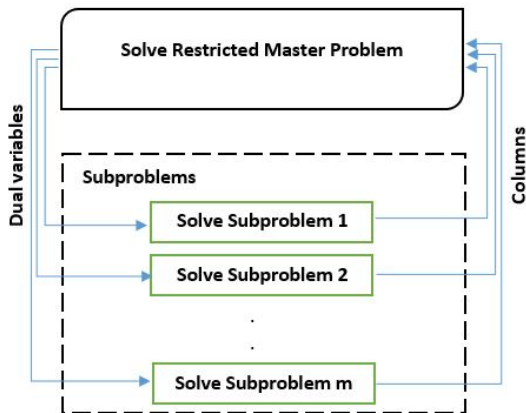 Solve Restricted Master Problem
Dual variables
Columns
Subproblems
Solve Subproblem 1
Solve Subproblem 2
.
.
Solve Subproblem m